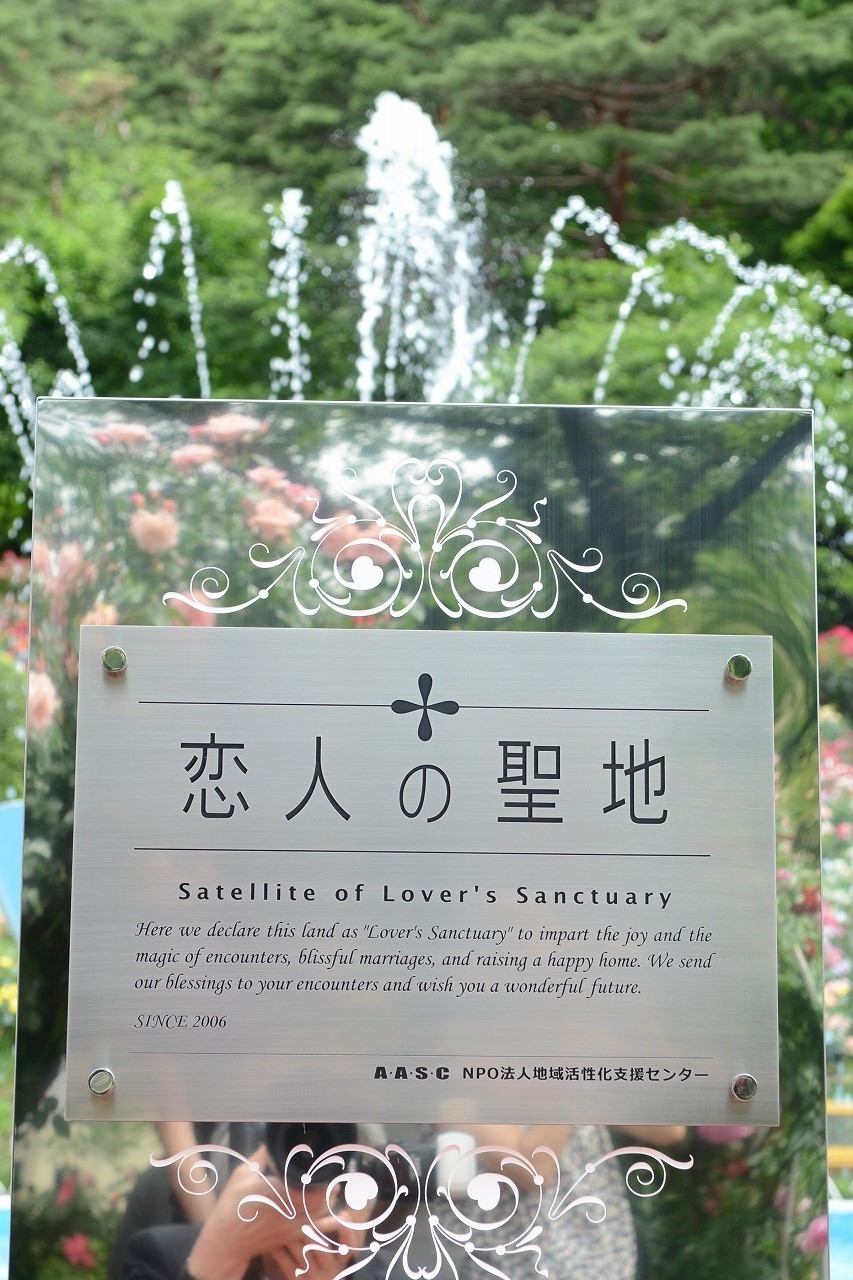 恋人の聖地
Satellite of Lover's Sanctuary
Here we declare this land as "Lover's Sanctuary" to impart the joy and the
magic of encounters, blissful marriages, and raising a happy home. We send
our blessings to your encounters and wish you a wonderful future.
SINCE 2006
A·A·S·C NPO法人地域活性化支援センター